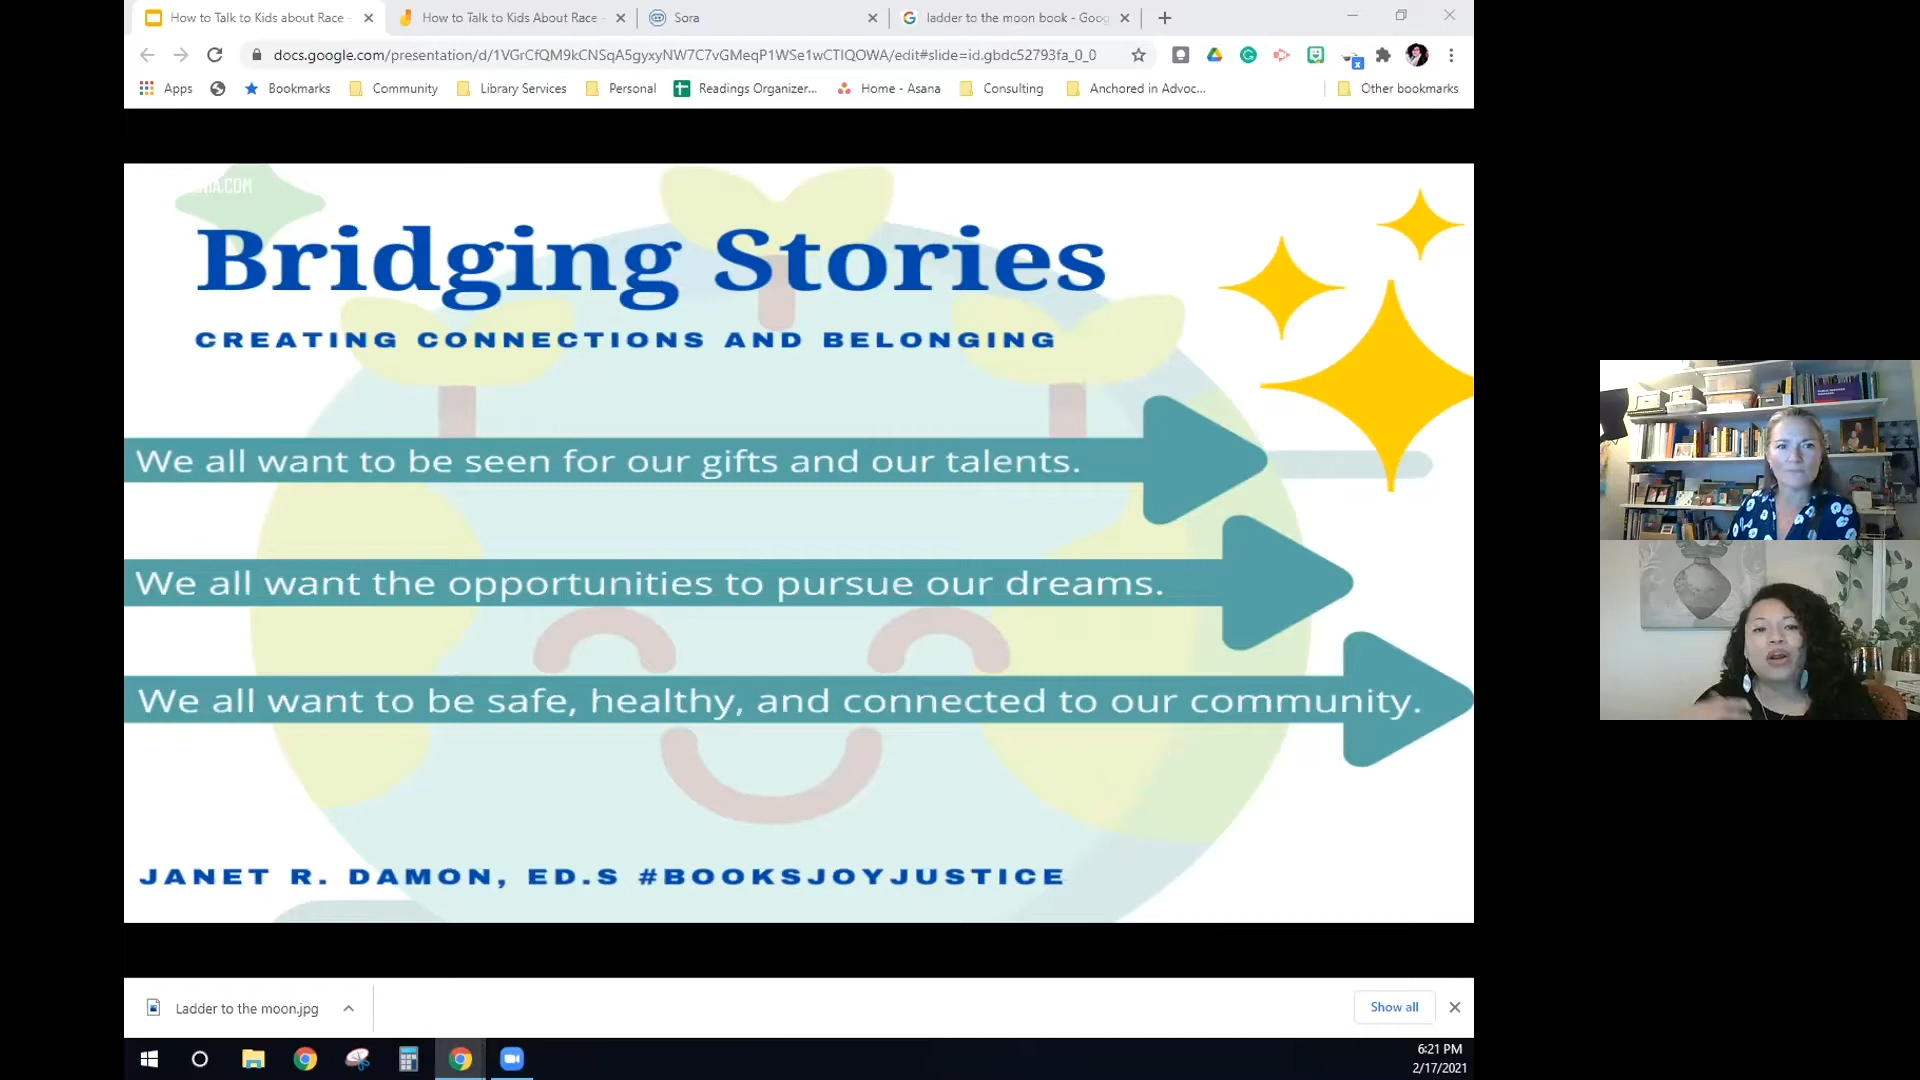 How to Talk to Kids about Race -
How to Talk to Kids About Race -
Sora
ladder to the moon book - Goog
docs.google.com/presentation/d/1VGrCfQM9kCNSqA5gyxyNW7C7vGMeqP1WSe1wCTIQOWA/edit#slide=id.gbdc52793fa_0_0
Apps
Bookmarks
Community
Library Services
Personal
Readings Organizer...
Home - Asana
Consulting
Anchored in Advoc...
Other bookmarks
Bridging Stories
CREATING CONNECTIONS AND BELONGING
We all want to be seen for our gifts and our talents.
We all want the opportunities to pursue our dreams.
We all want to be safe, healthy, and connected to our community.
JANET R. DAMON, ED.S #BOOKSJOYJUSTICE
Ladder to the moon.jpg
Show all
6:21 PM
2/17/2021